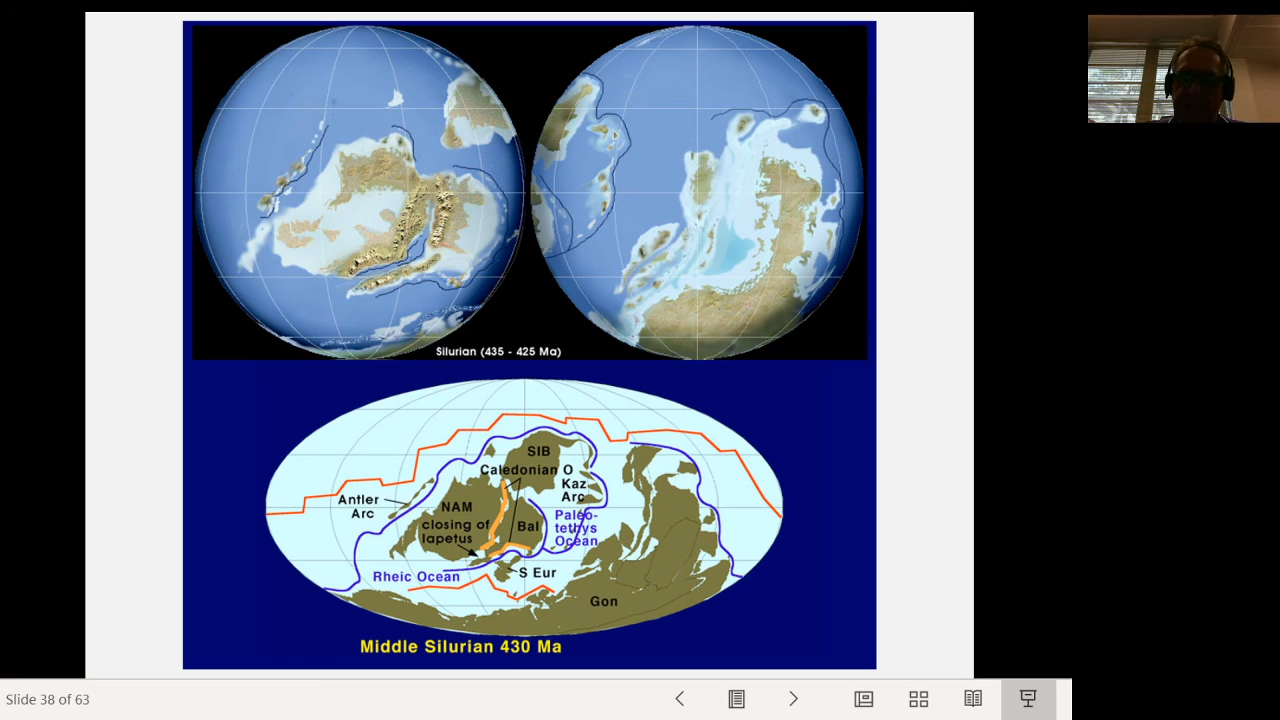 Silurian (435 - 425 Ma)
SIB
Caledonian O
Kaz
Arc
Antler
Arc
NAM
closing of
Iapetus
Bal
Paleo-
tethys
Ocean
Rheic Ocean
S Eur
Gon
Middle Silurian 430 Ma
Slide 38 of 63